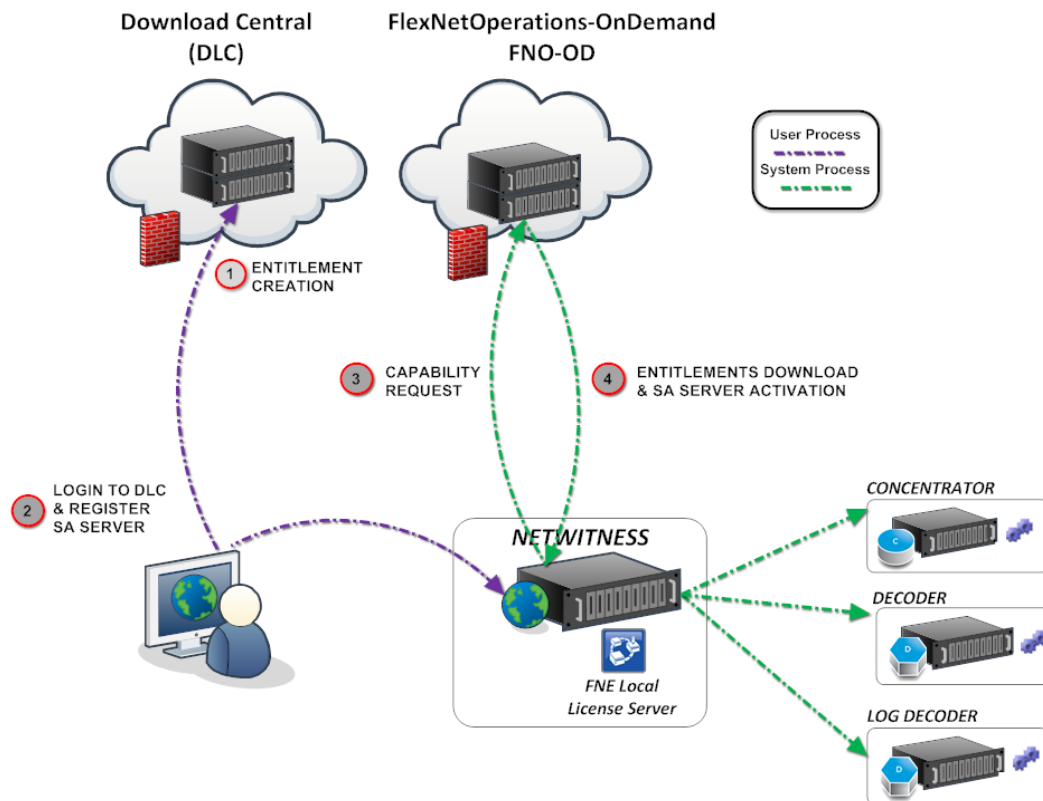 Download Central
(DLC)
FlexNetOperations-OnDemand
FNO-OD
User Process
System Process
1
ENTITLEMENT
CREATION
3
CAPABILITY
REQUEST
4
ENTITLEMENTS DOWNLOAD
& SA SERVER ACTIVATION
2
LOGIN TO DLC
& REGISTER
SA SERVER
NETWITNESS
FNE Local
License Server
CONCENTRATOR
C
DECODER
D
LOG DECODER
D